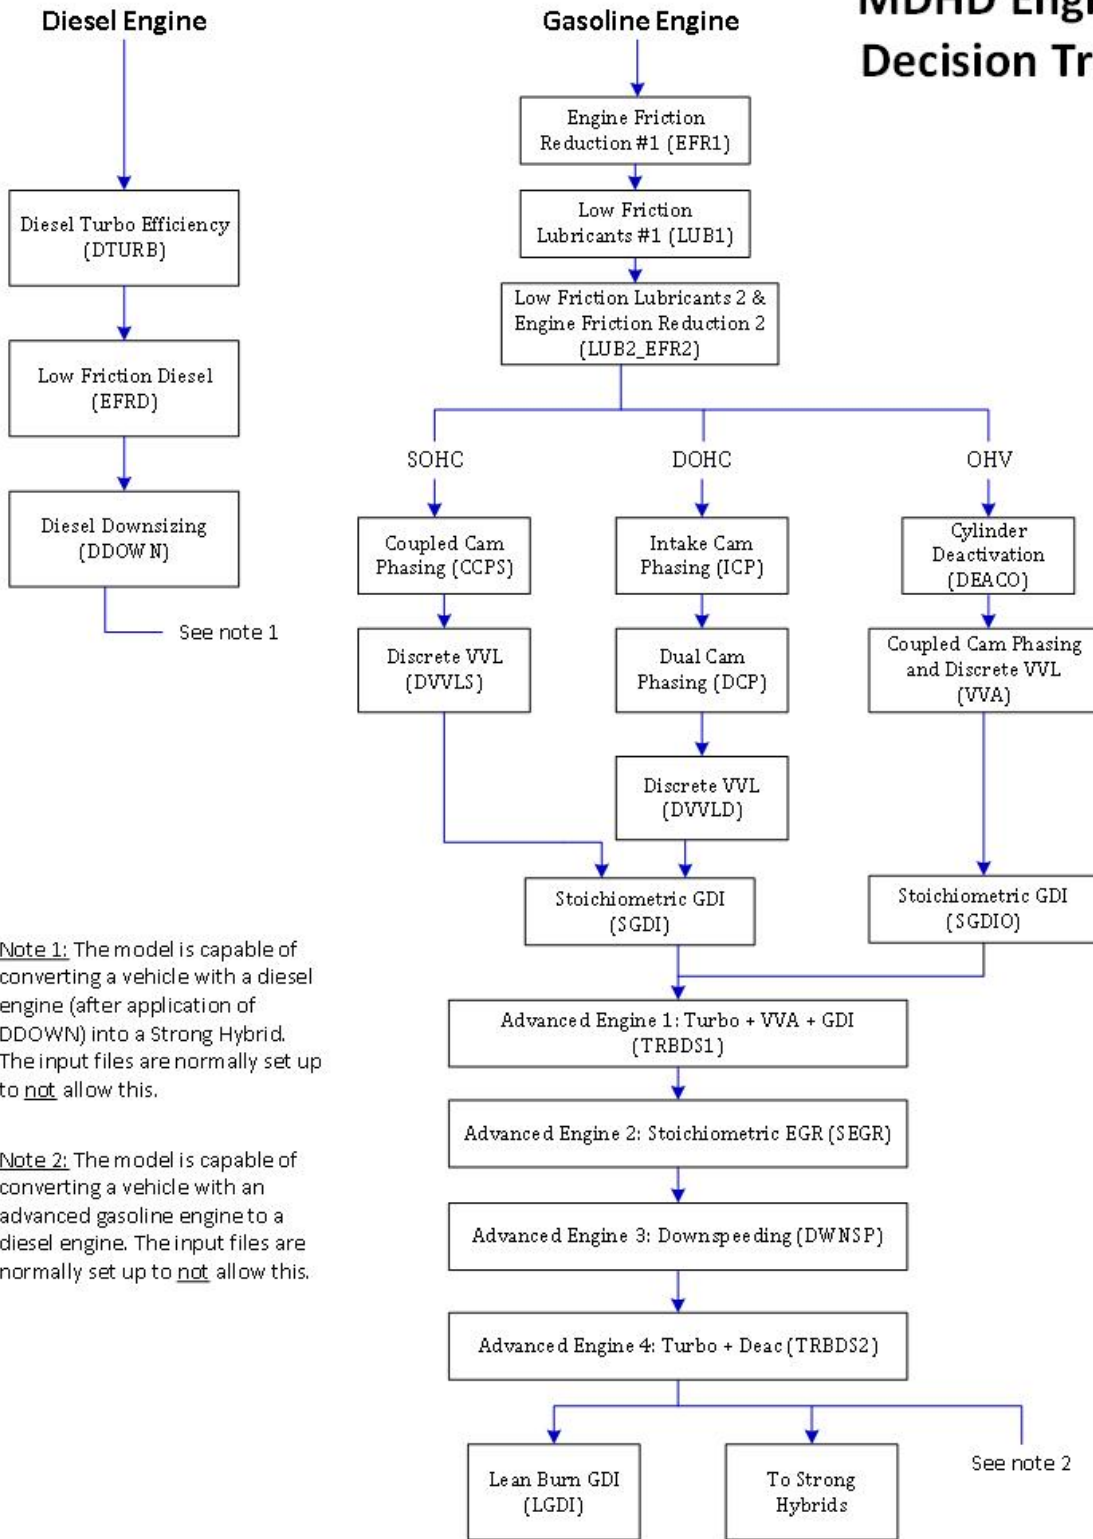 MDHD Engi
Decision Tr
Diesel Engine
Diesel Turbo Efficiency
(DTURB)
Low Friction Diesel
(EFRD)
Diesel Downsizing
(DDOWN)
See note 1
Gasoline Engine
Engine Friction
Reduction #1 (EFR1)
Low Friction
Lubricants #1 (LUB1)
Low Friction Lubricants 2 &
Engine Friction Reduction 2
(LUB2_EFR2)
SOHC
Coupled Cam
Phasing (CCPS)
Discrete VVL
(DVVLS)
DOHC
Intake Cam
Phasing (ICP)
Dual Cam
Phasing (DCP)
Discrete VVL
(DVVLD)
OHV
Cylinder
Deactivation
(DEACO)
Coupled Cam Phasing
and Discrete VVL
(VVA)
Stoichiometric GDI
(SGDI)
Stoichiometric GDI
(SGDIO)
Advanced Engine 1: Turbo + VVA + GDI
(TRBDS1)
Advanced Engine 2: Stoichiometric EGR (SEGR)
Advanced Engine 3: Downspeeding (DWNSP)
Advanced Engine 4: Turbo + Deac (TRBDS2)
Lean Burn GDI
(LGDI)
To Strong
Hybrids
See note 2
Note 1: The model is capable of
converting a vehicle with a diesel
engine (after application of
DDOWN) into a Strong Hybrid.
The input files are normally set up
to not allow this.
Note 2: The model is capable of
converting a vehicle with an
advanced gasoline engine to a
diesel engine. The input files are
normally set up to not allow this.